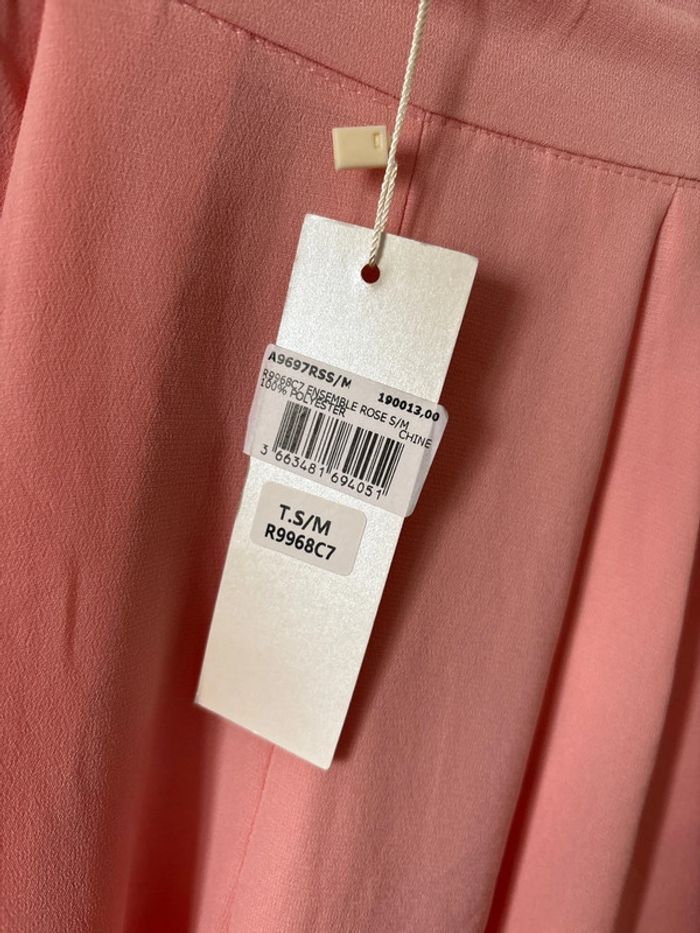 A9697RSS/M
190013,00
R9968C7 ENSEMBLE ROSE S/M
100% POLYESTER
CHINE
3 663481 694051
T.S/M
R9968C7